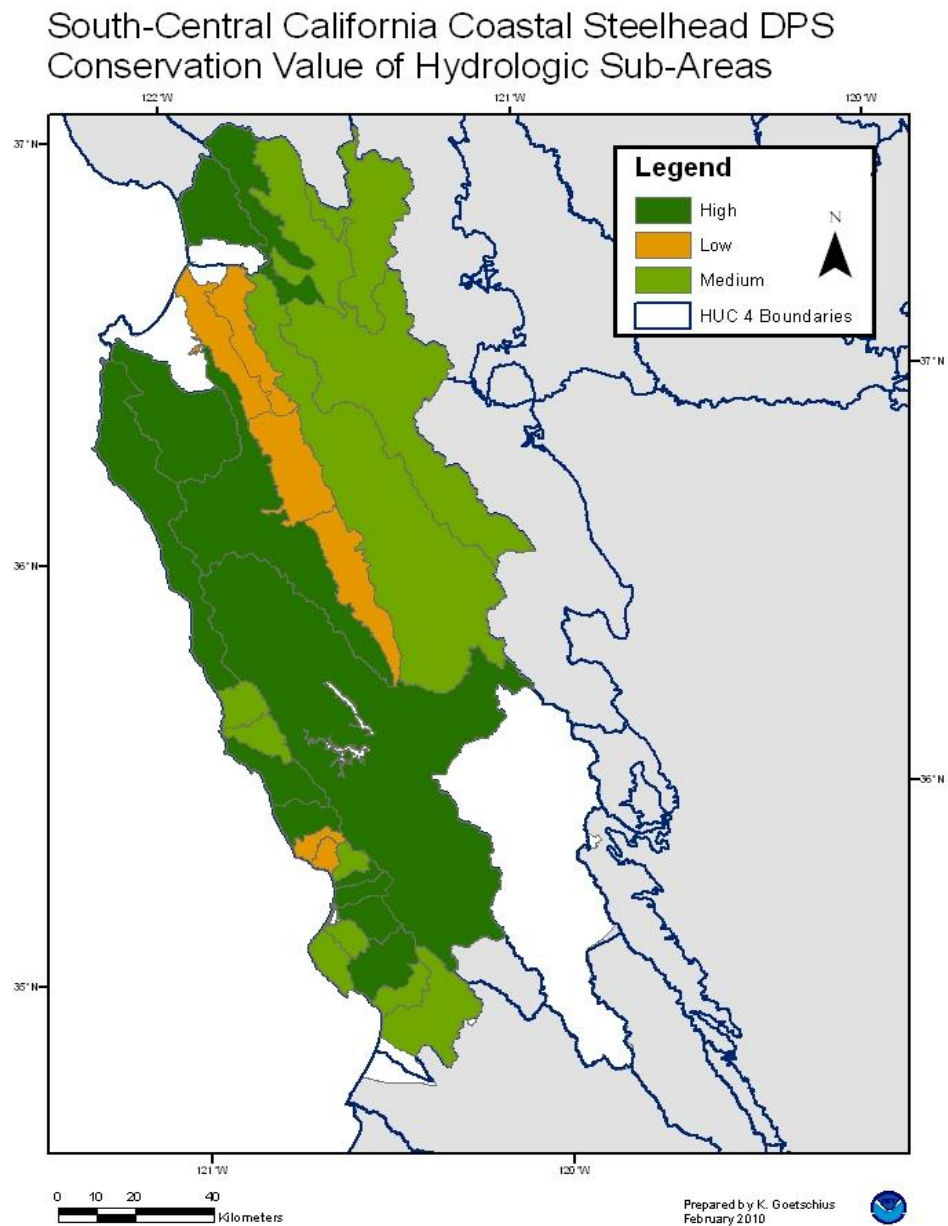 South-Central California Coastal Steelhead DPS
Conservation Value of Hydrologic Sub-Areas
122°W
121°W
120°W
37°N
Legend
High
N
Low
Medium
HUC 4 Boundaries
37°N
36°N
36°N
35°N
121°W
120°W
0 10 20 40
Kilometers
Prepared by K. Goetschius
February 2010